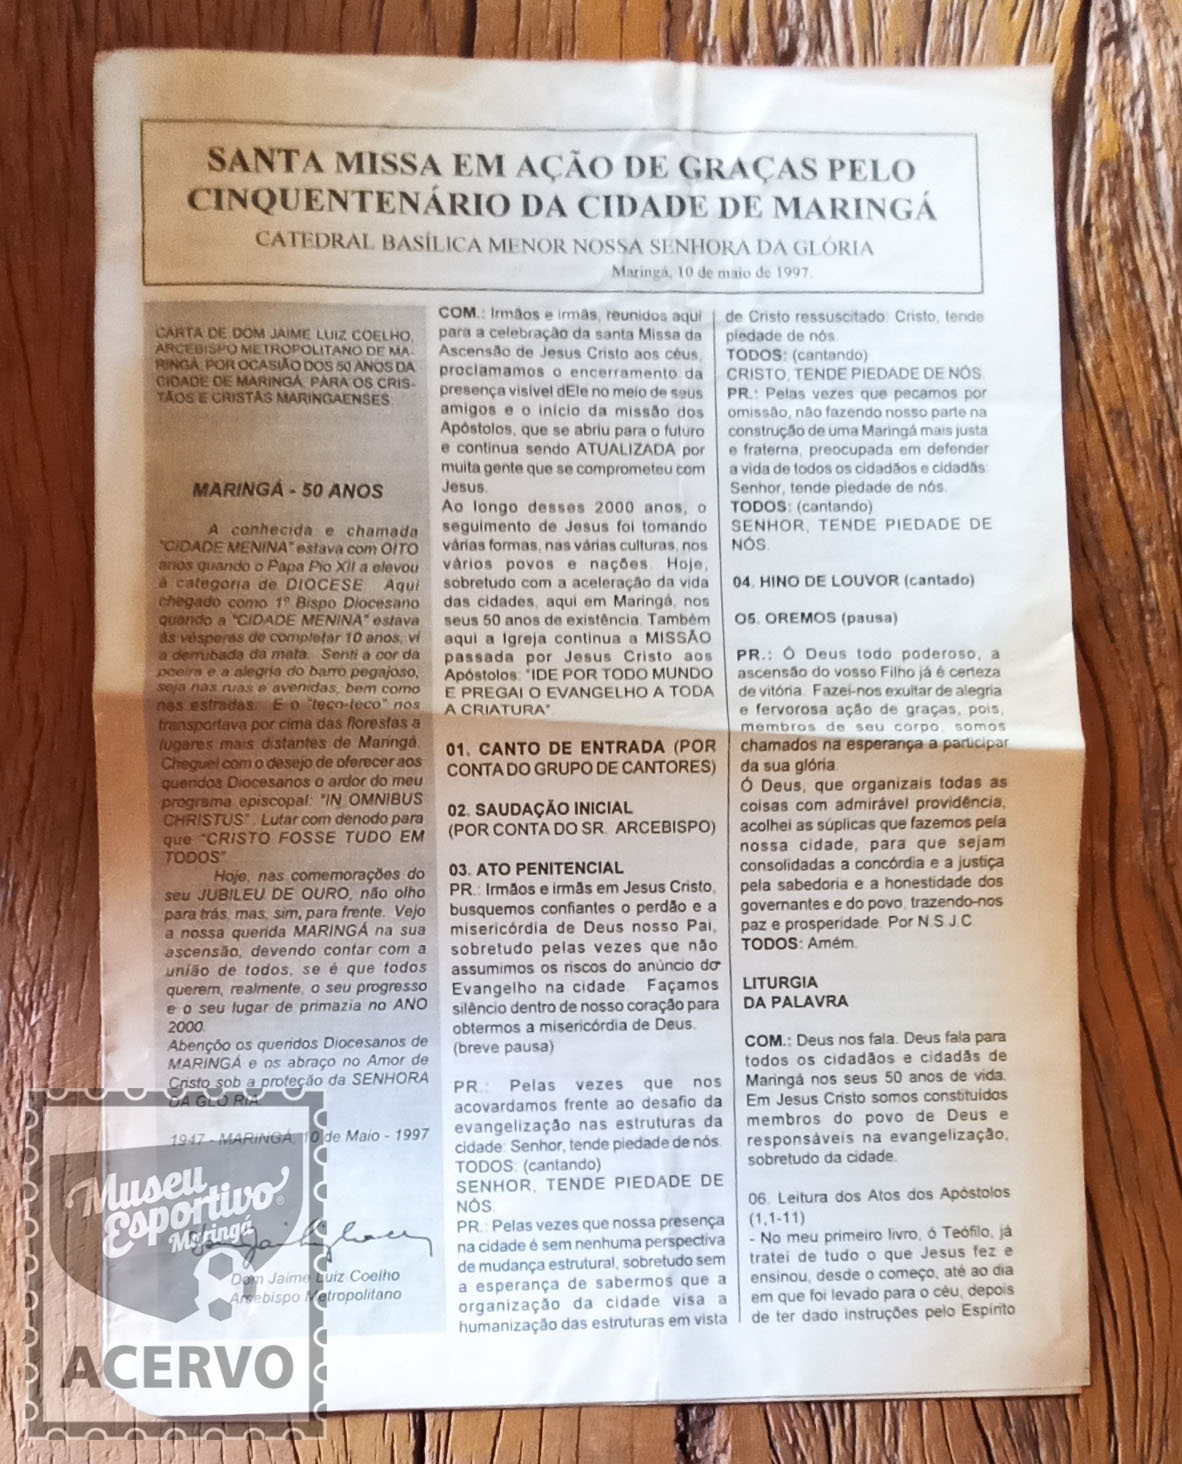 SANTA MISSA EM AÇÃO DE GRAÇAS PELO
CINQUENTENÁRIO DA CIDADE DE MARINGÁ
CATEDRAL BASÍLICA MENOR NOSSA SENHORA DA GLÓRIA
Maringá, 10 de maio de 1997.
CARTA DE DOM JAIME LUIZ COELHO,
ARCEBISPO METROPOLITANO DE MA-
RINGÁ, POR OCASIÃO DOS 50 ANOS DA
CIDADE DE MARINGÁ, PARA OS CRIS-
TÃOS E CRISTÃS MARINGAENSES.
MARINGÁ - 50 ANOS
A conhecida e chamada
"CIDADE MENINA" estava com OITO
anos quando o Papa Pio XII a elevou
à categoria de DIOCESE. Aqui
chegado como 1º Bispo Diocesano
quando a "CIDADE MENINA" estava
às vésperas de completar 10 anos, vi
a derrubada da mata. Senti a cor da
poeira e a alegria do barro pegajoso,
seja nas ruas e avenidas, bem como
nas estradas. E o "teco-teco" nos
transportava por cima das florestas a
lugares mais distantes de Maringá.
Cheguei com o desejo de oferecer aos
queridos Diocesanos o ardor do meu
programa episcopal: "IN OMNIBUS
CHRISTUS". Lutar com denodo para
que "CRISTO FOSSE TUDO EM
TODOS"
Hoje, nas comemorações do
seu JUBILEU DE OURO, não olho
para trás, mas, sim, para frente. Vejo
a nossa querida MARINGÁ na sua
ascensão, devendo contar com a
união de todos, se é que todos
querem, realmente, o seu progresso
e o seu lugar de primazia no ANO
2000.
Abençôo os queridos Diocesanos de
MARINGÁ e os abraço no Amor de
Cristo sob a proteção da SENHORA
DA GLÓRIA.
1947 - MARINGÁ, 10 de Maio - 1997
Dom Jaime Luiz Coelho
Arcebispo Metropolitano
COM.: Irmãos e irmãs, reunidos aqui
para a celebração da santa Missa da
Ascensão de Jesus Cristo aos céus,
proclamamos o encerramento da
presença visível dEle no meio de seus
amigos e o início da missão dos
Apóstolos, que se abriu para o futuro
e continua sendo ATUALIZADA por
muita gente que se comprometeu com
Jesus.
Ao longo desses 2000 anos, o
seguimento de Jesus foi tomando
várias formas, nas várias culturas, nos
vários povos e nações. Hoje,
sobretudo com a aceleração da vida
das cidades, aqui em Maringá, nos
seus 50 anos de existência. Também
aqui a Igreja continua a MISSÃO
passada por Jesus Cristo aos
Apóstolos: "IDE POR TODO MUNDO
E PREGAI O EVANGELHO A TODA
A CRIATURA".
01. CANTO DE ENTRADA (POR
CONTA DO GRUPO DE CANTORES)
02. SAUDAÇÃO INICIAL
(POR CONTA DO SR. ARCEBISPO)
03. ATO PENITENCIAL
PR.: Irmãos e irmãs em Jesus Cristo,
busquemos confiantes o perdão e a
misericórdia de Deus nosso Pai,
sobretudo pelas vezes que não
assumimos os riscos do anúncio do
Evangelho na cidade. Façamos
silêncio dentro de nosso coração para
obtermos a misericórdia de Deus.
(breve pausa)
PR.: Pelas vezes que nos
acovardamos frente ao desafio da
evangelização nas estruturas da
cidade: Senhor, tende piedade de nós.
TODOS: (cantando)
SENHOR, TENDE PIEDADE DE
NÓS.
PR.: Pelas vezes que nossa presença
na cidade é sem nenhuma perspectiva
de mudança estrutural, sobretudo sem
a esperança de sabermos que a
organização da cidade visa a
humanização das estruturas em vista
de Cristo ressuscitado: Cristo, tende
piedade de nós.
TODOS: (cantando)
CRISTO, TENDE PIEDADE DE NÓS.
PR.: Pelas vezes que pecamos por
omissão, não fazendo nosso parte na
construção de uma Maringá mais justa
e fraterna, preocupada em defender
a vida de todos os cidadãos e cidadãs:
Senhor, tende piedade de nós.
TODOS: (cantando)
SENHOR, TENDE PIEDADE DE
NÓS.
04. HINO DE LOUVOR (cantado)
O5. OREMOS (pausa)
PR.: Ó Deus todo poderoso, a
ascensão do vosso Filho já é certeza
de vitória. Fazei-nos exultar de alegria
e fervorosa ação de graças, pois,
membros de seu corpo, somos
chamados na esperança a participar
da sua glória.
Ó Deus, que organizais todas as
coisas com admirável providência,
acolhei as súplicas que fazemos pela
nossa cidade, para que sejam
consolidadas a concórdia e a justiça
pela sabedoria e a honestidade dos
governantes e do povo, trazendo-nos
paz e prosperidade. Por N.S.J.C.
TODOS: Amém.
LITURGIA
DA PALAVRA
COM.: Deus nos fala. Deus fala para
todos os cidadãos e cidadãs de
Maringá nos seus 50 anos de vida.
Em Jesus Cristo somos constituídos
membros do povo de Deus e
responsáveis na evangelização,
sobretudo da cidade.
06. Leitura dos Atos dos Apóstolos
(1,1-11)
- No meu primeiro livro, ó Teófilo, já
tratei de tudo o que Jesus fez e
ensinou, desde o começo, até ao dia
em que foi levado para o céu, depois
de ter dado instruções pelo Espírito
Museu
Esportivo®
Maringá
ACERVO